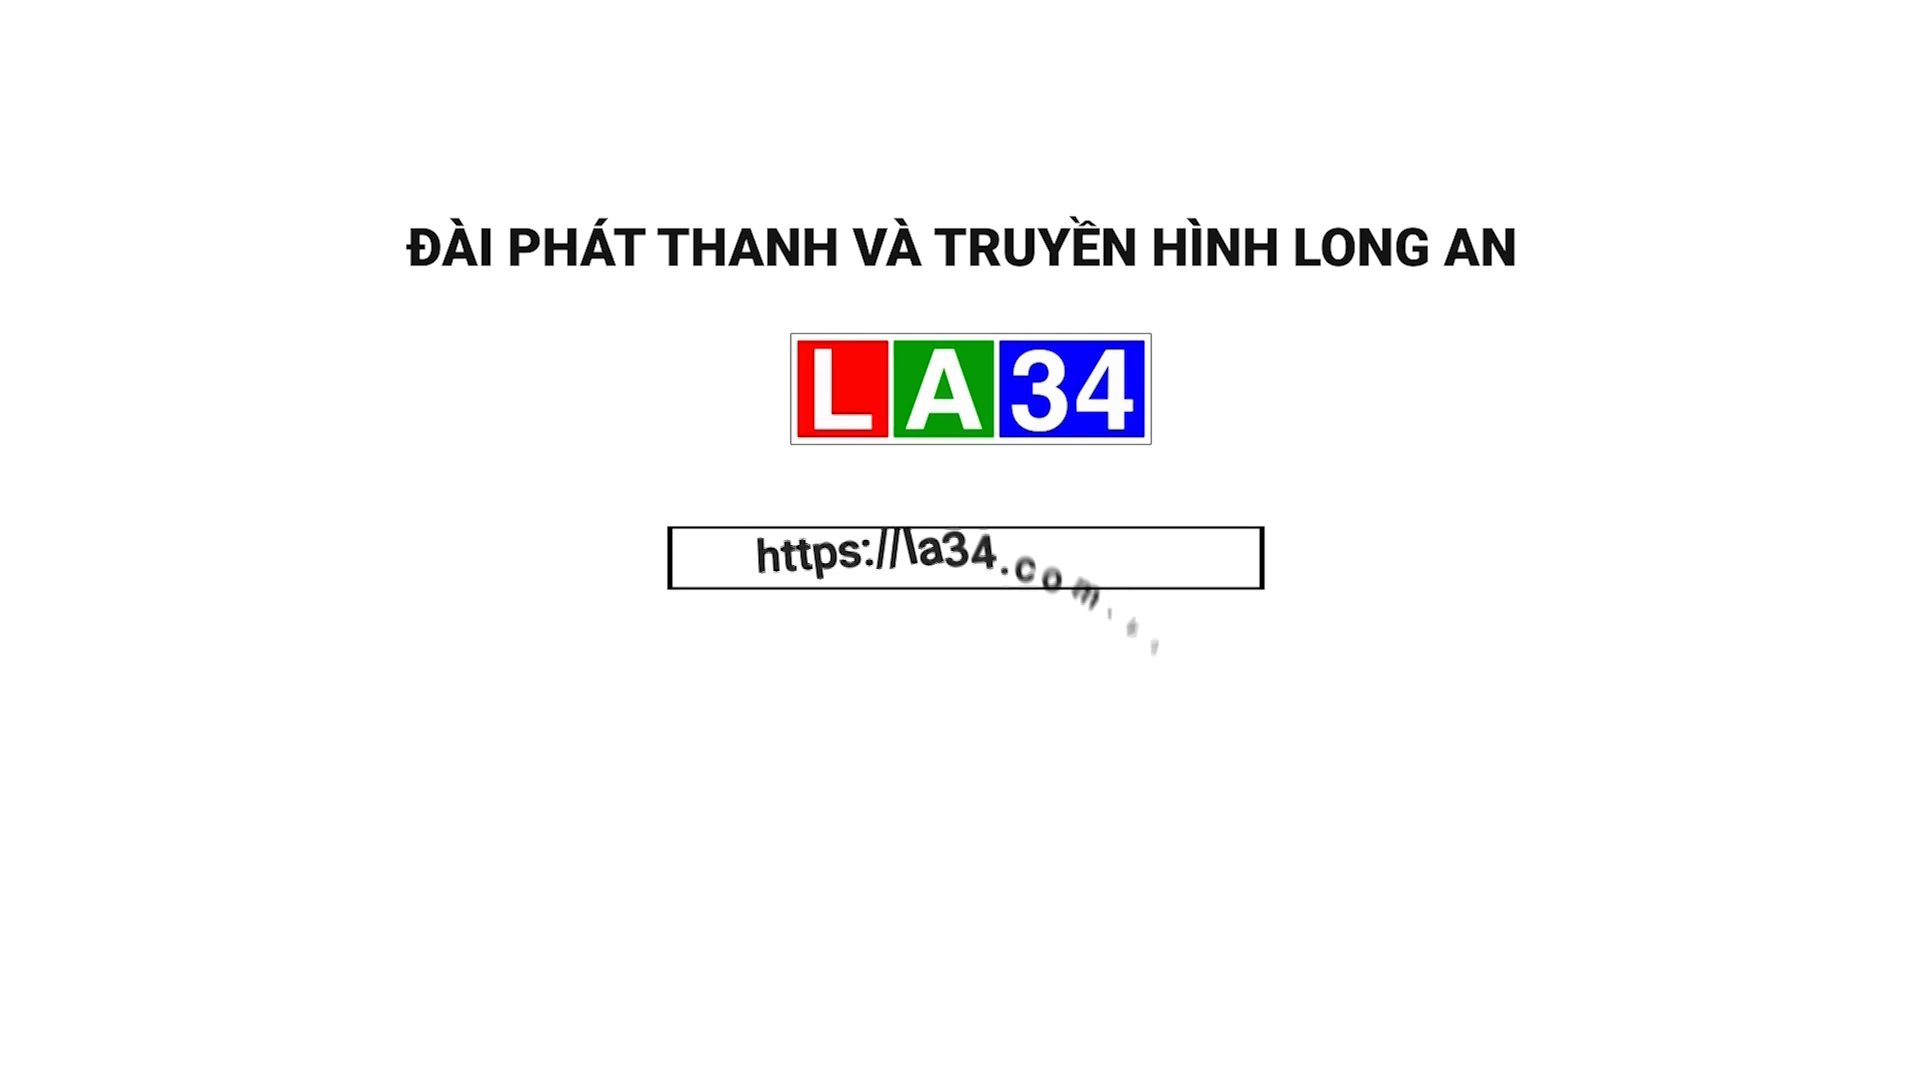 ĐÀI PHÁT THANH VÀ TRUYỀN HÌNH LONG AN
LA34
https://la34.com